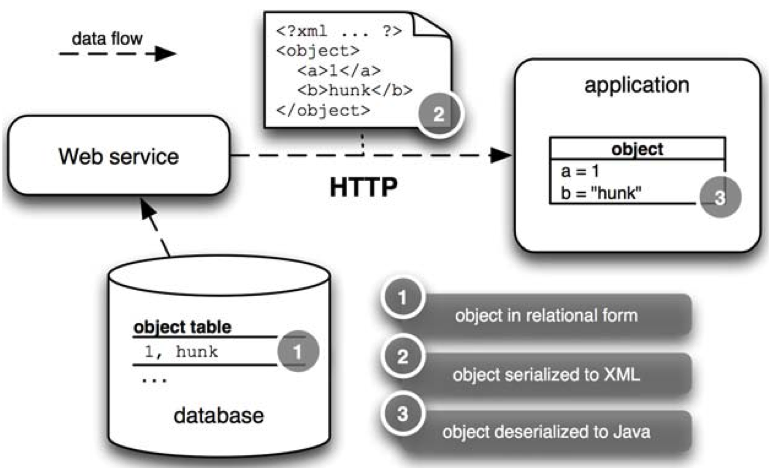 data flow
<?xml ... ?>
<object>
<a>1</a>
<b>hunk</b>
</object>
2
Web service
HTTP
application
object
a = 1
b = "hunk"
3
object table
1, hunk
1
...
database
1
object in relational form
2
object serialized to XML
3
object deserialized to Java